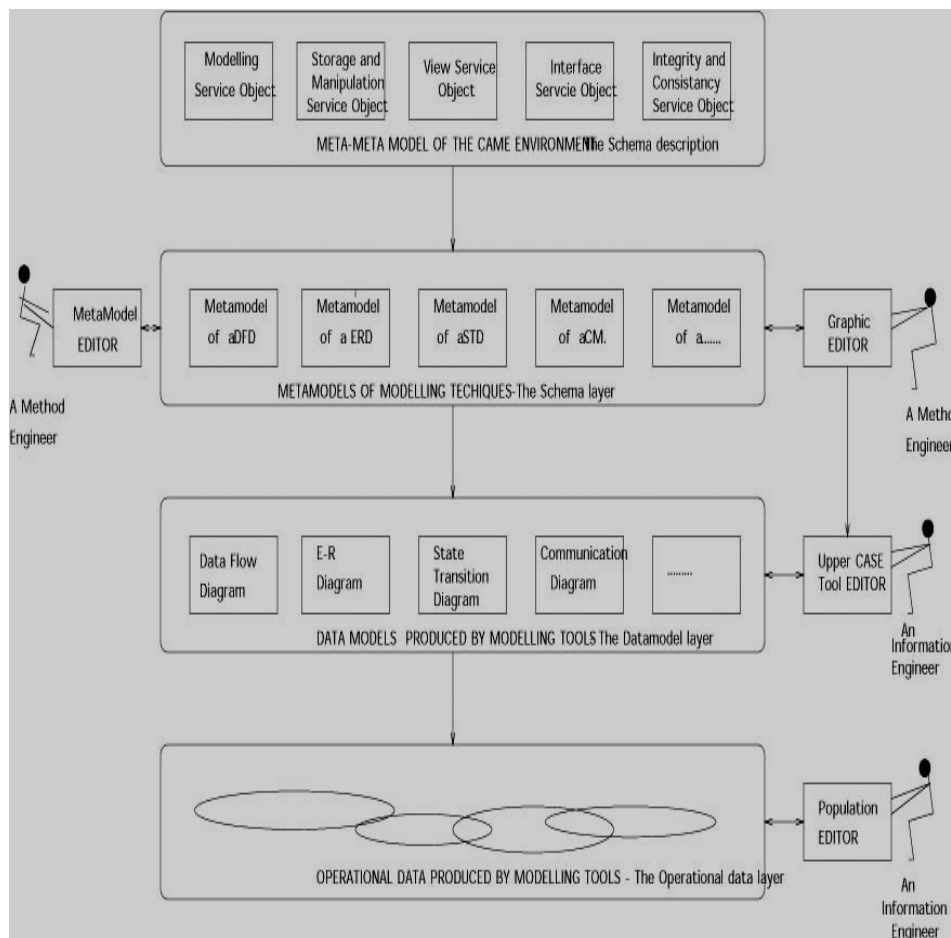 Modelling
Service Object
Storage and
Manipulation
Service Object
View Service
Object
Interface
Servcie Object
Integrity and
Consistancy
Service Object
META-META MODEL OF THE CAME ENVIRONMENT The Schema description
MetaModel
EDITOR
A Method
Engineer
Metamodel
of aDFD
Metamodel
of a ERD
Metamodel
of aSTD
Metamodel
of aCM.
Metamodel
of a.......
METAMODELS OF MODELLING TECHIQUES-The Schema layer
Graphic
EDITOR
A Metho
Engineer
Data Flow
Diagram
E-R
Diagram
State
Transition
Diagram
Communication
Diagram
.........
DATA MODELS PRODUCED BY MODELLING TOOLS - The Datamodel layer
Upper CASE
Tool EDITOR
An
Information
Engineer
OPERATIONAL DATA PRODUCED BY MODELLING TOOLS - The Operational data layer
Population
EDITOR
An
Information
Engineer